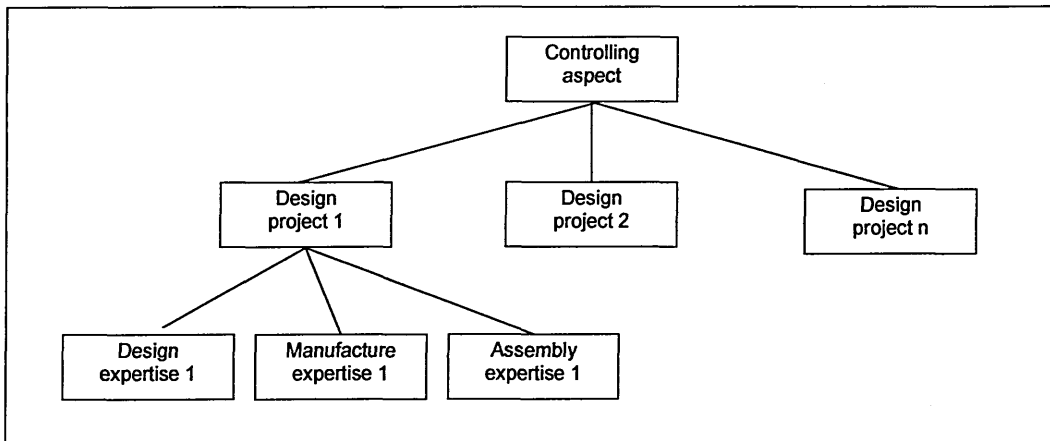 Controlling
aspect
Design
project 1
Design
project 2
Design
project n
Design
expertise 1
Manufacture
expertise 1
Assembly
expertise 1